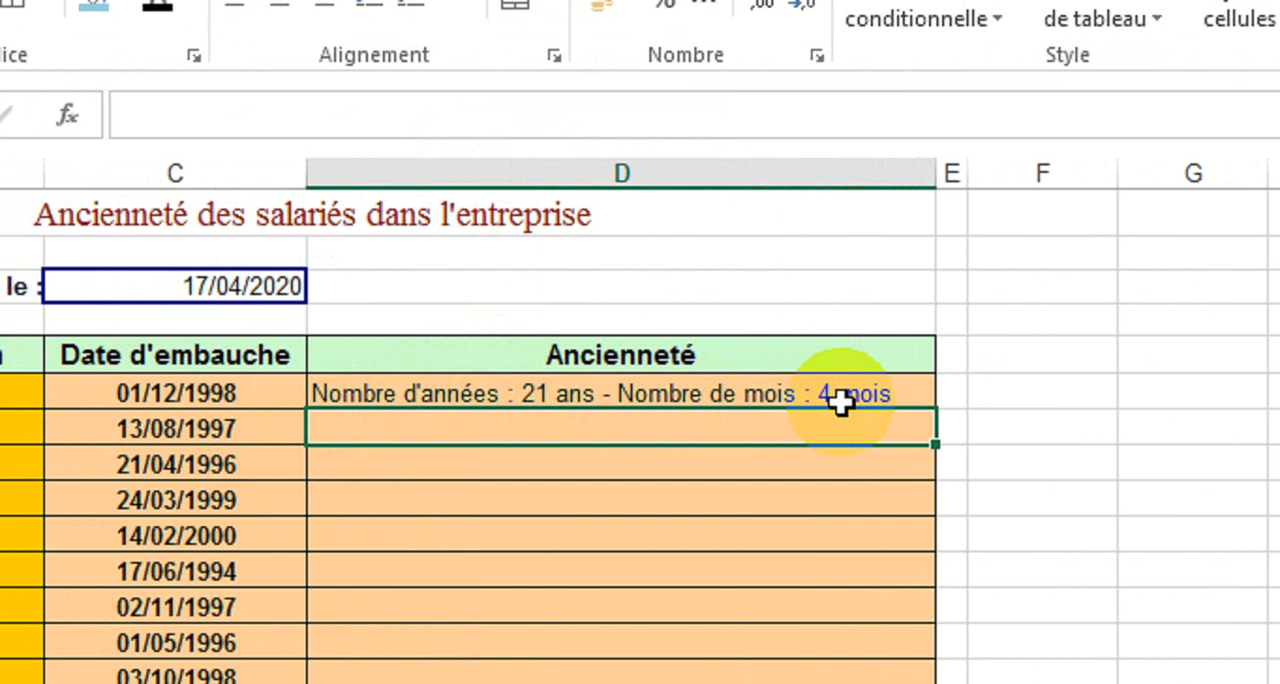 conditionnelle
de tableau
cellules
Alignement
Nombre
Style
fx
C D E F G
Ancienneté des salariés dans l'entreprise
le : 17/04/2020
Date d'embauche Ancienneté
01/12/1998 Nombre d'années : 21 ans - Nombre de mois : 4 mois
13/08/1997
21/04/1996
24/03/1999
14/02/2000
17/06/1994
02/11/1997
01/05/1996
03/10/1998